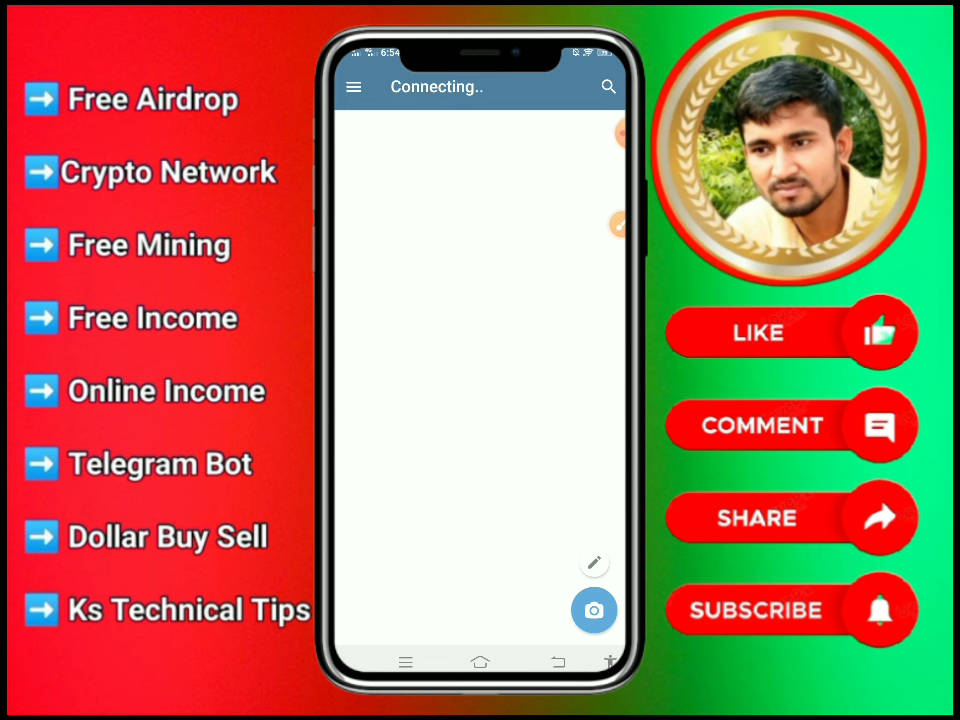 Free Airdrop
Crypto Network
Free Mining
Free Income
Online Income
Telegram Bot
Dollar Buy Sell
Ks Technical Tips
6:54
Connecting..
LIKE
COMMENT
SHARE
SUBSCRIBE